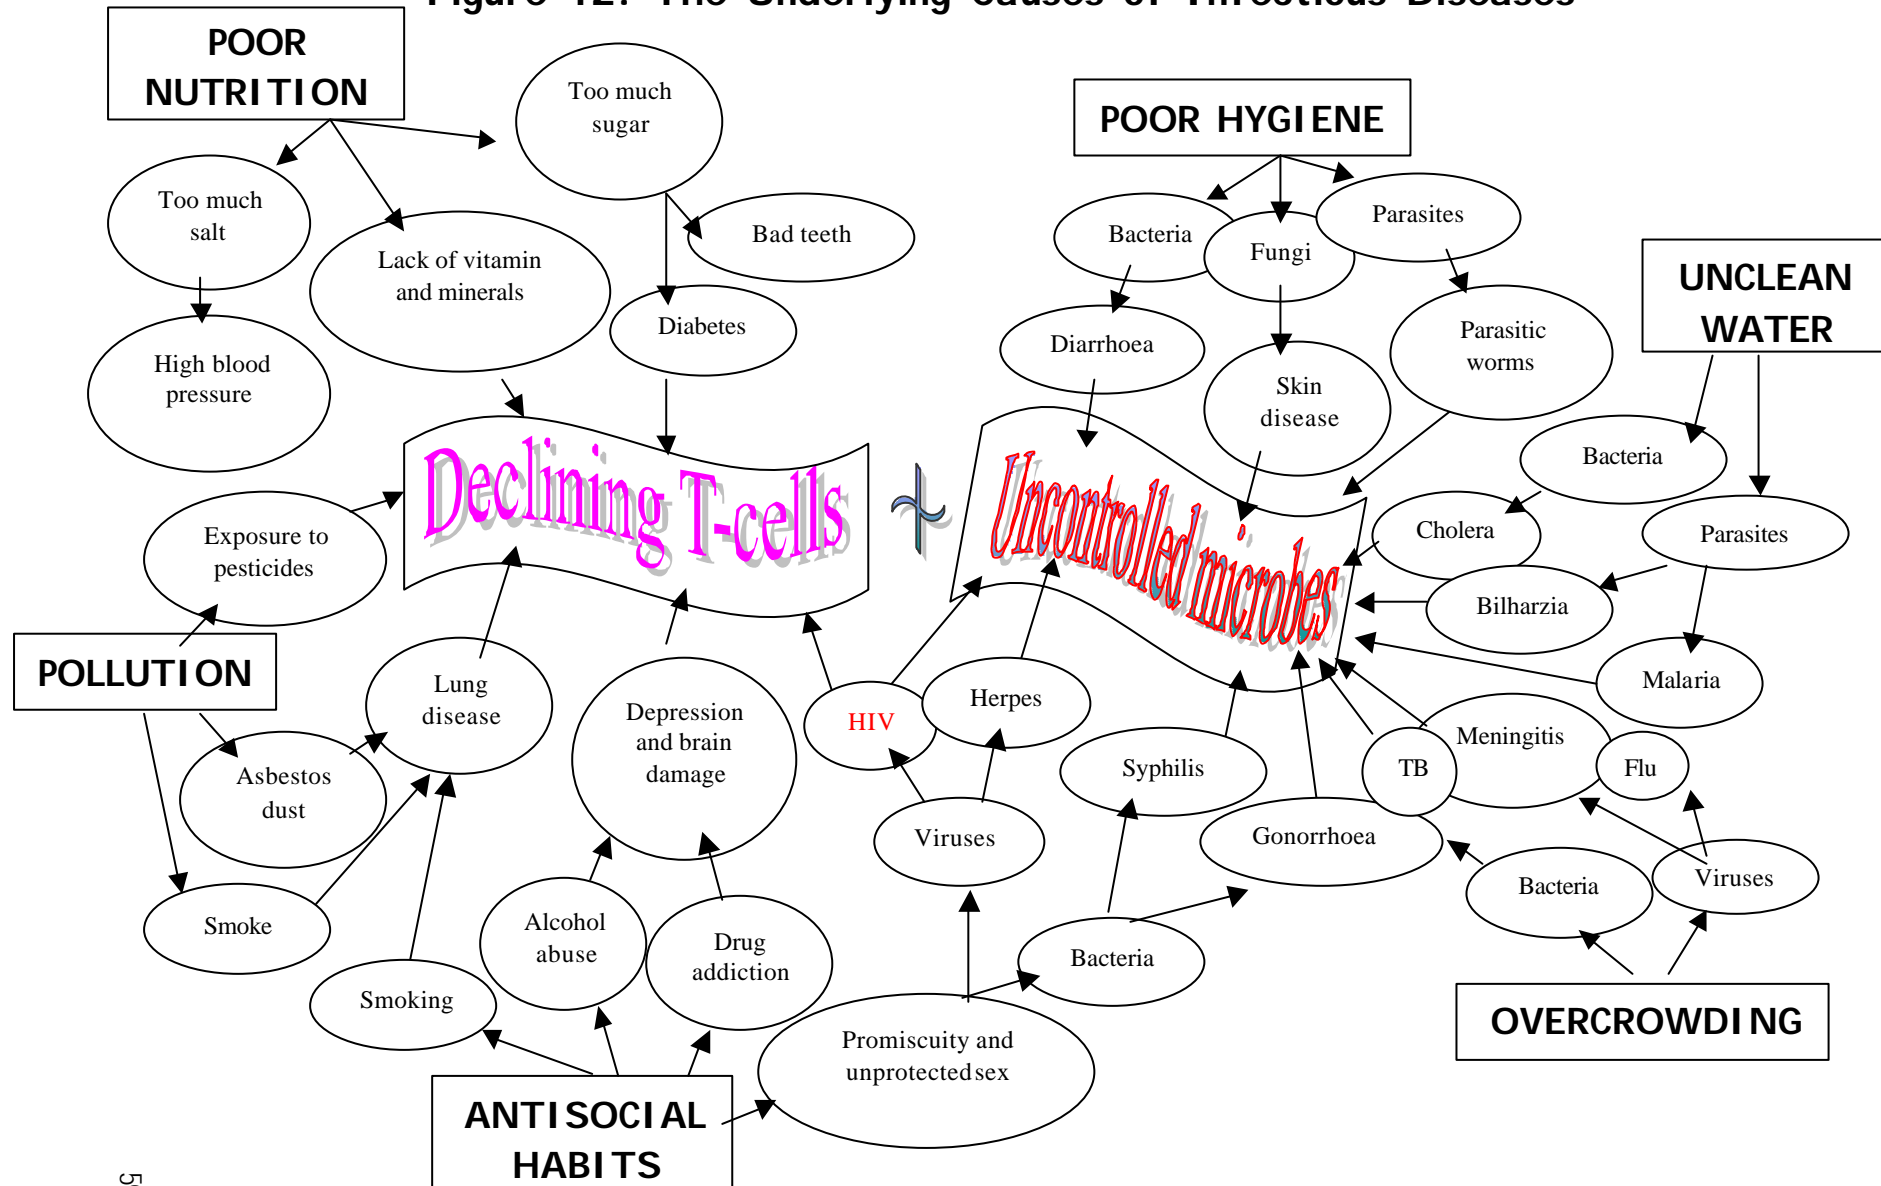 Figure 12: The Underlying Causes of Infectious Diseases
POOR
NUTRITION
Too much
sugar
POOR HYGIENE
Too much
salt
Lack of vitamin
and minerals
Bad teeth
Diabetes
High blood
pressure
Bacteria
Fungi
Parasites
UNCLEAN
WATER
Diarrhoea
Skin
disease
Parasitic
worms
Bacteria
Parasites
Cholera
Bilharzia
Malaria
Declining T-cells
+
Uncontrolled microbes
Exposure to
pesticides
POLLUTION
Lung
disease
Asbestos
dust
Smoke
Depression
and brain
damage
HIV
Herpes
Viruses
Syphilis
Gonorrhoea
TB
Meningitis
Flu
Bacteria
Viruses
Alcohol
abuse
Drug
addiction
Smoking
Bacteria
Promiscuity and
unprotected sex
OVERCROWDING
ANTISOCIAL
HABITS